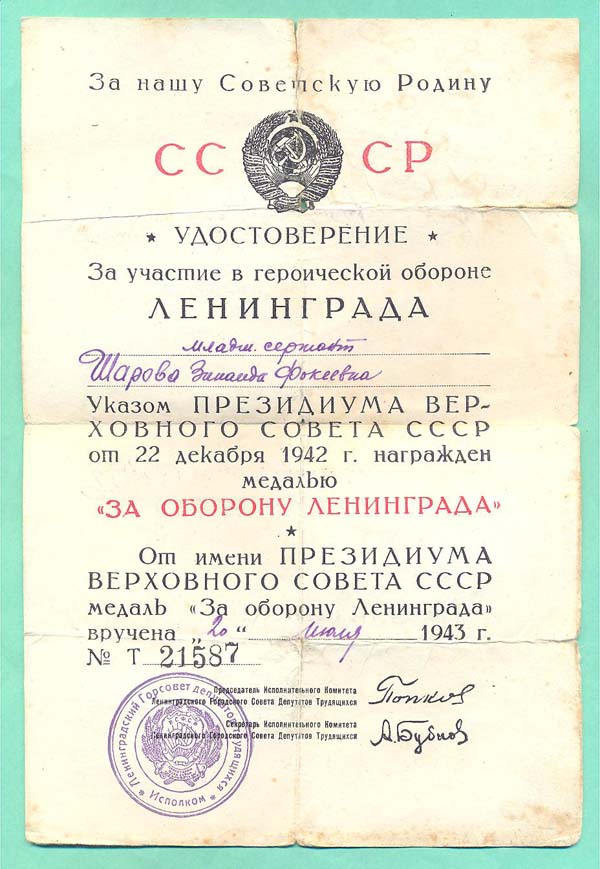 За нашу Советскую Родину
СС СР
★ УДОСТОВЕРЕНИЕ ★
За участие в героической обороне
ЛЕНИНГРАДА
младш. сержант
Шарова Зинаида Фокеевна
Указом ПРЕЗИДИУМА ВЕР-
ХОВНОГО СОВЕТА СССР
от 22 декабря 1942 г. награжден
медалью
«ЗА ОБОРОНУ ЛЕНИНГРАДА»
★
От имени ПРЕЗИДИУМА
ВЕРХОВНОГО СОВЕТА СССР
медаль «За оборону Ленинграда»
вручена „20“ июля 1943 г.
№ Т 21587
Председатель Исполнительного Комитета
Ленинградского Городского Совета Депутатов Трудящихся
Попков
Секретарь Исполнительного Комитета
Ленинградского Городского Совета Депутатов Трудящихся
А. Бубнов
Ленинградский Горсовет депутатов трудящихся
★ Исполком ★